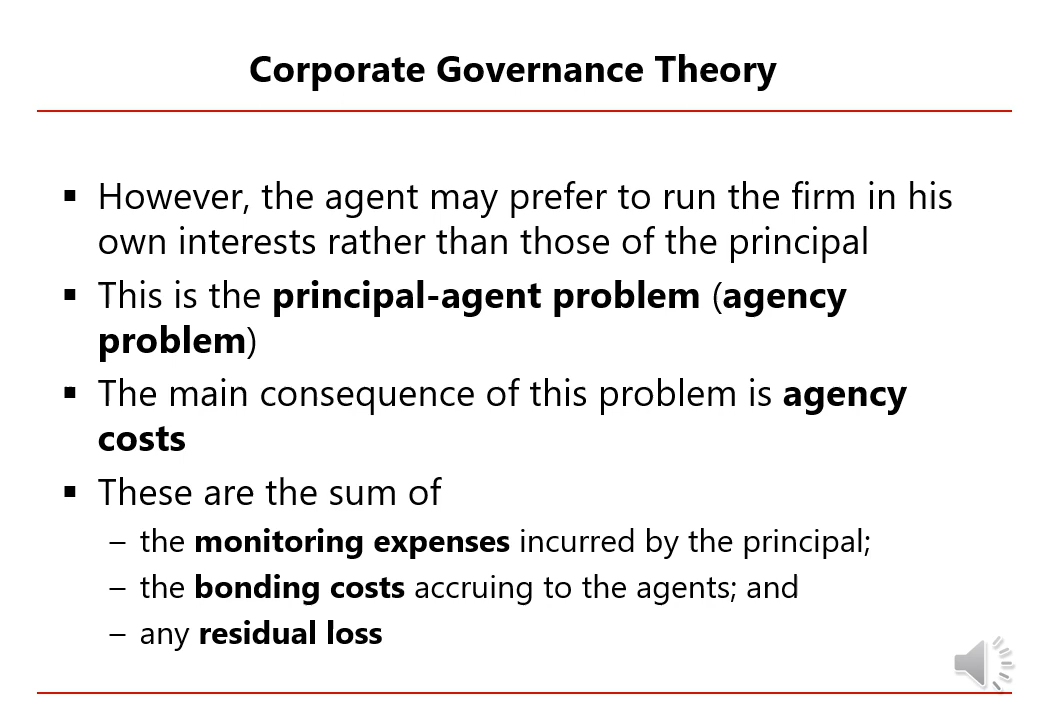 Corporate Governance Theory
▪ However, the agent may prefer to run the firm in his
own interests rather than those of the principal
▪ This is the principal-agent problem (agency
problem)
▪ The main consequence of this problem is agency
costs
▪ These are the sum of
– the monitoring expenses incurred by the principal;
– the bonding costs accruing to the agents; and
– any residual loss